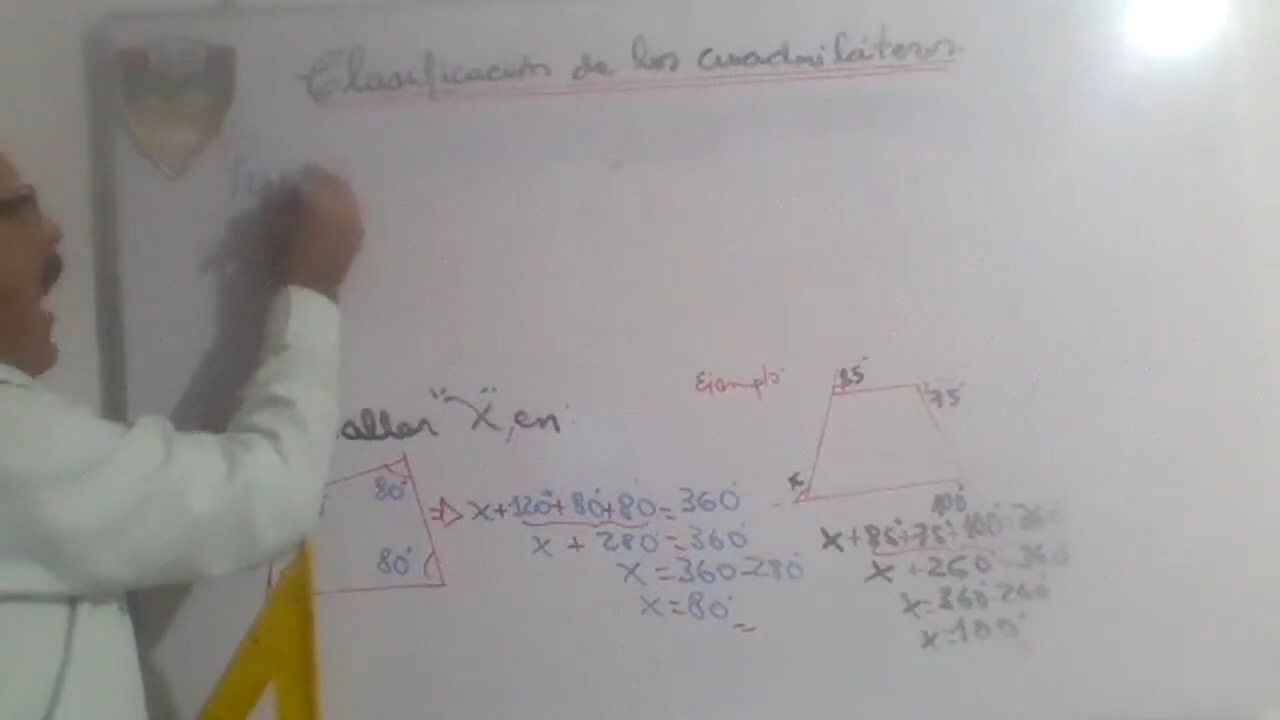 Clasificación de los cuadriláteros
allar "X", en:
80°
80°
x+120°+80°+80=360°
x + 280°=360°
x =360-280°
x =80°
Ejemplo:
85°
75°
x
100°
x+85°+75°+100°=360
x +260°=360
x=360-260
x=100°